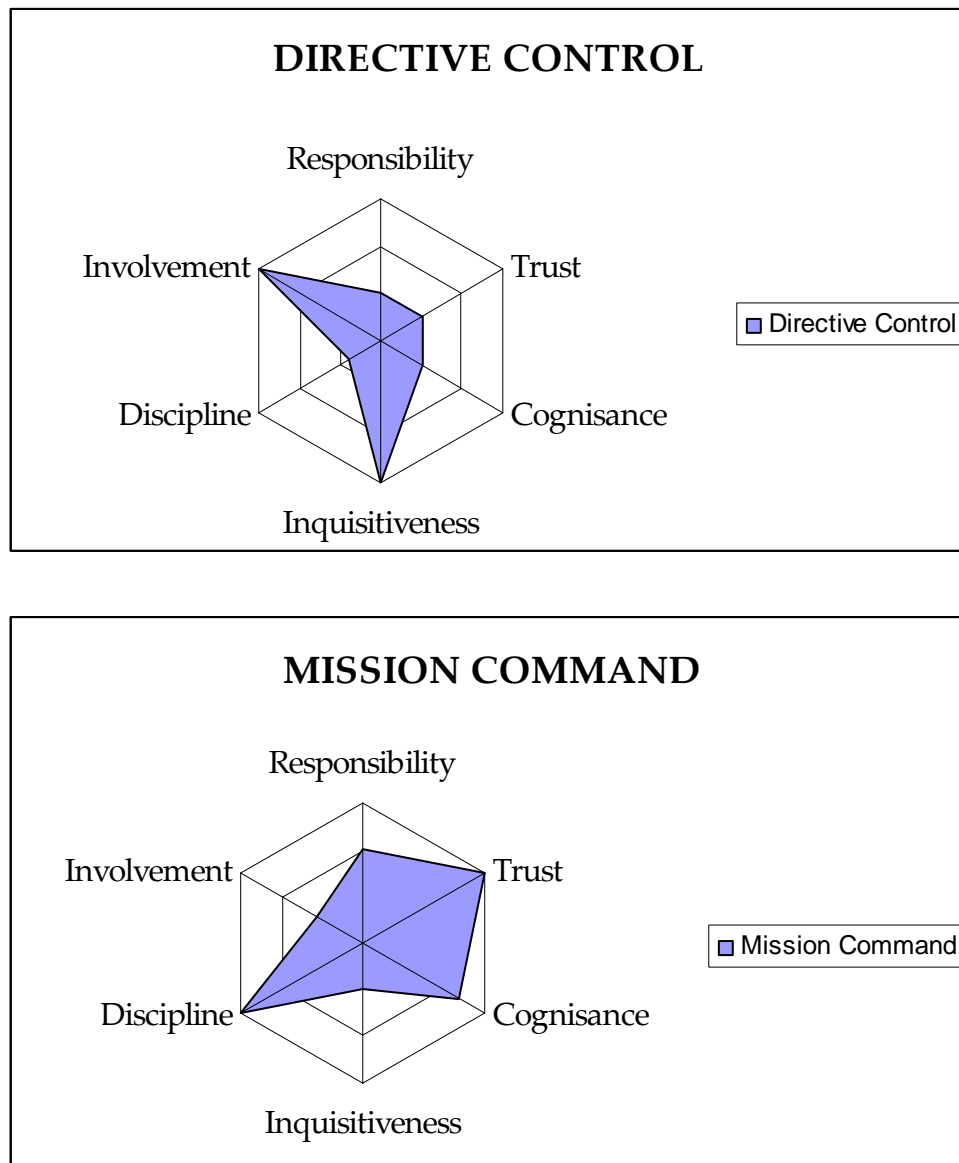 DIRECTIVE CONTROL
Responsibility
Involvement
Trust
Directive Control
Discipline
Cognisance
Inquisitiveness
MISSION COMMAND
Responsibility
Involvement
Trust
Mission Command
Discipline
Cognisance
Inquisitiveness